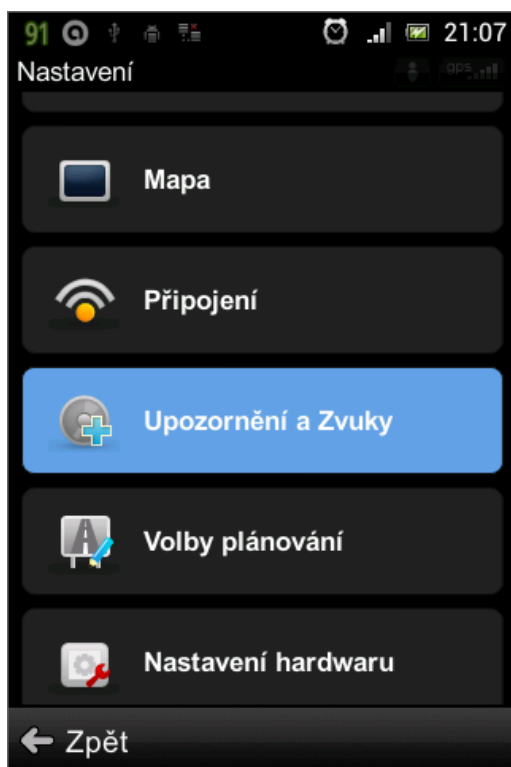 91 21:07
Nastavení gps
Mapa
Připojení
Upozornění a Zvuky
Volby plánování
Nastavení hardwaru
Zpět